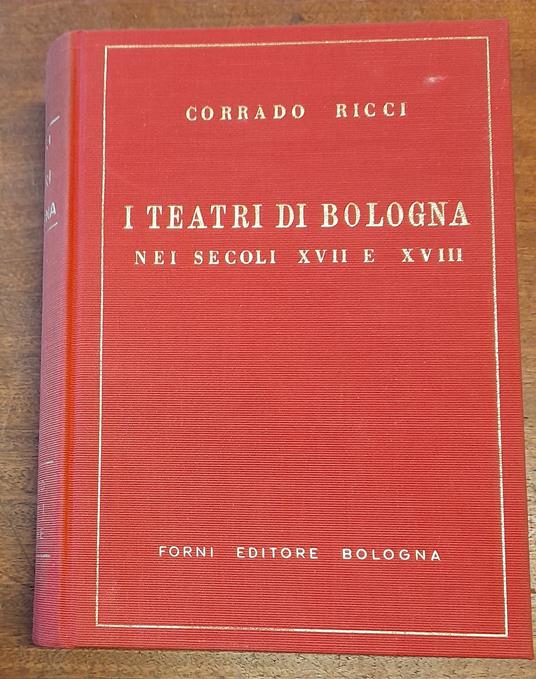 CORRADO RICCI
I TEATRI DI BOLOGNA
NEI SECOLI XVII E XVIII
FORNI EDITORE BOLOGNA